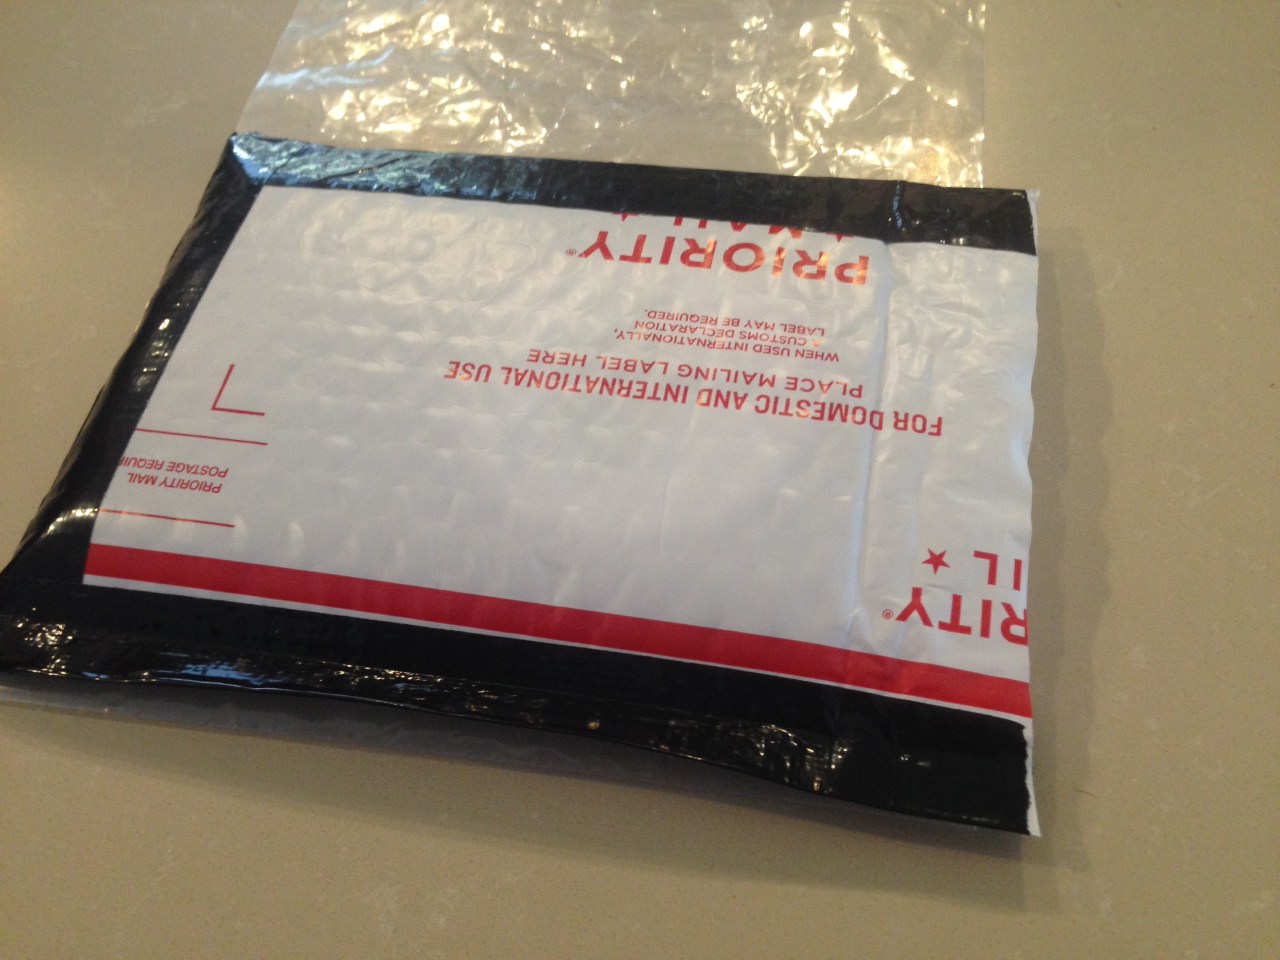 RITY®
IL ★
PRIORITY MAIL
POSTAGE REQUIR
FOR DOMESTIC AND INTERNATIONAL USE
PLACE MAILING LABEL HERE
WHEN USED INTERNATIONALLY,
A CUSTOMS DECLARATION
LABEL MAY BE REQUIRED.
PRIORITY®
★ MAIL ★